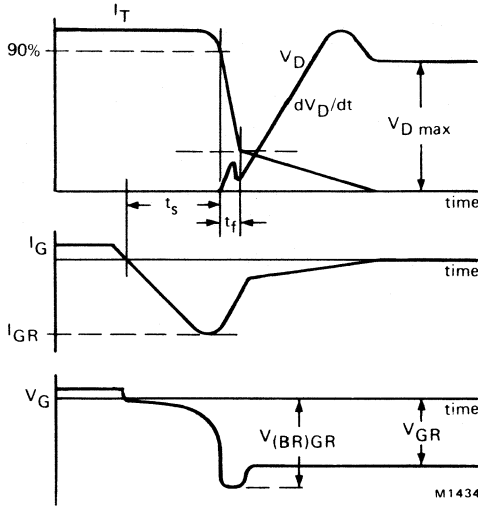 I_T
90%
V_D
dV_D/dt
V_D max
time
t_s
t_f
I_G
time
I_GR
V_G
time
V_(BR)GR
V_GR
M1434